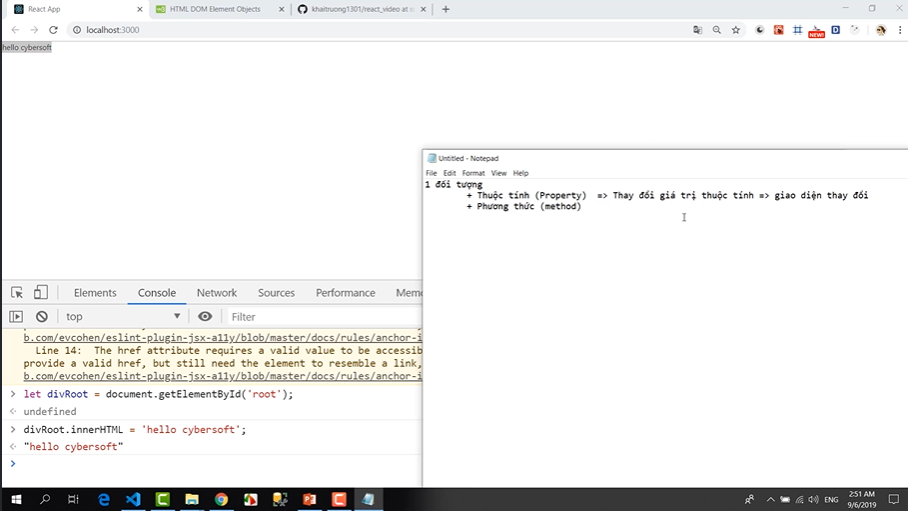 React App
HTML DOM Element Objects
khaitruong1301/react_video at
localhost:3000
NEW!
hello cybersoft
Untitled - Notepad
File Edit Format View Help
1 đối tượng
+ Thuộc tính (Property) => Thay đổi giá trị thuộc tính => giao diện thay đổi
+ Phương thức (method)
Elements Console Network Sources Performance Memo
top Filter
b.com/evcohen/eslint-plugin-jsx-a11y/blob/master/docs/rules/anchor-i
Line 14: The href attribute requires a valid value to be accessib
provide a valid href, but still need the element to resemble a link,
b.com/evcohen/eslint-plugin-jsx-a11y/blob/master/docs/rules/anchor-i
> let divRoot = document.getElementById('root');
undefined
> divRoot.innerHTML = 'hello cybersoft';
"hello cybersoft"
>
ENG
2:51 AM
9/6/2019